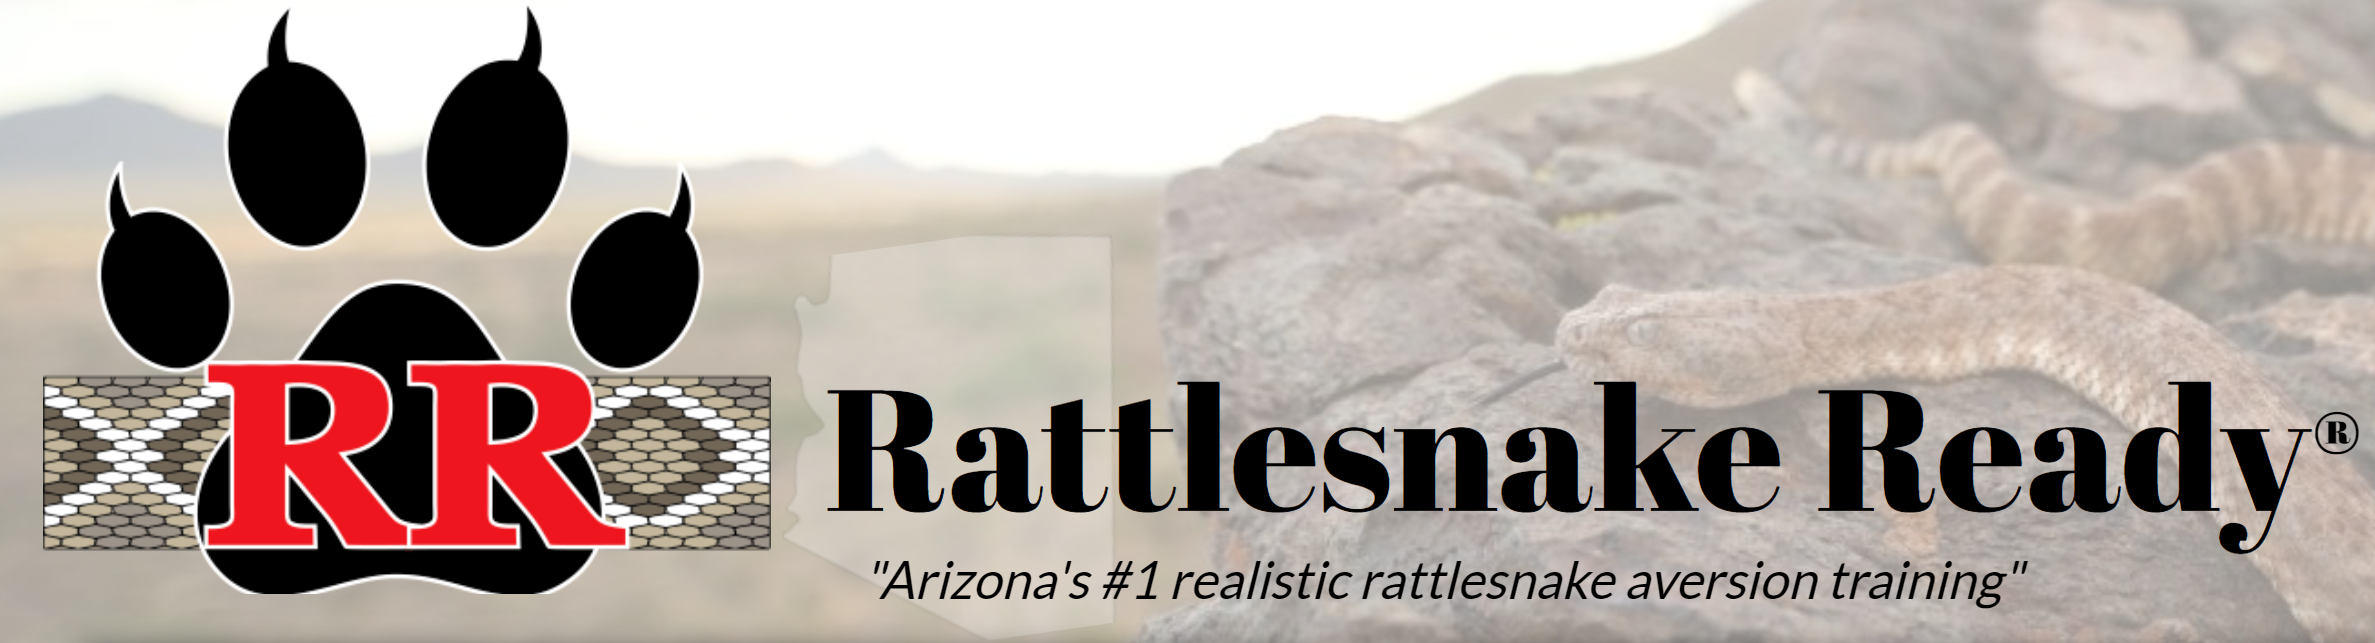 RR
Rattlesnake Ready®
"Arizona's #1 realistic rattlesnake aversion training"